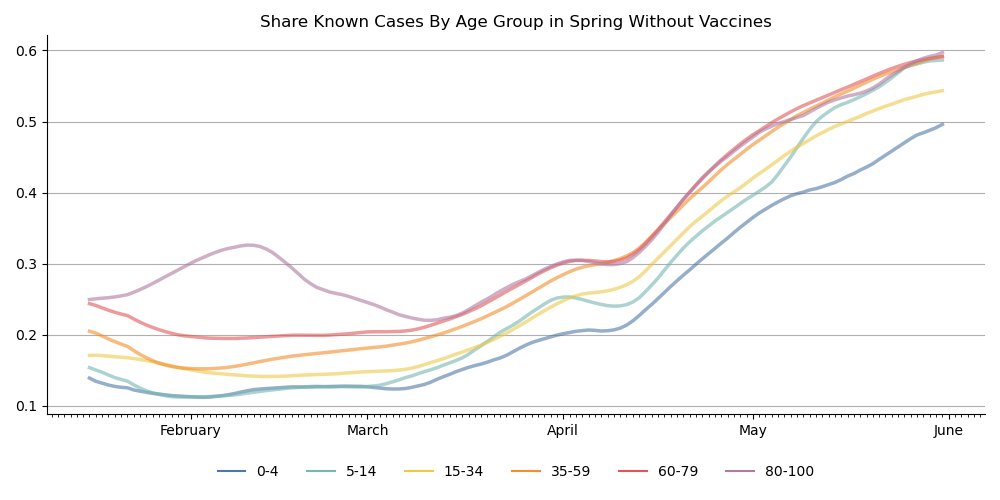 Share Known Cases By Age Group in Spring Without Vaccines
0.6
0.5
0.4
0.3
0.2
0.1
February March April May June
0-4 5-14 15-34 35-59 60-79 80-100